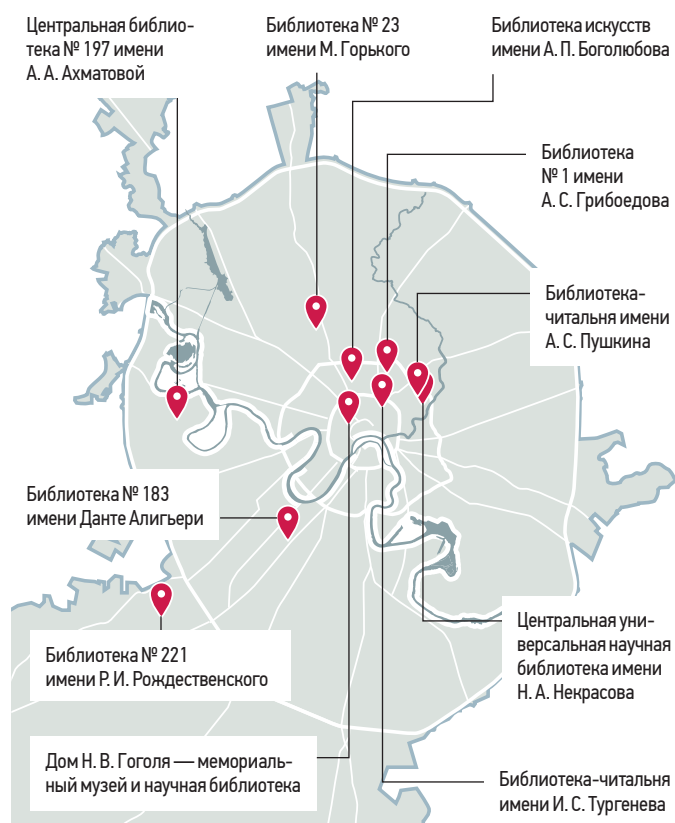 Центральная библио-
тека № 197 имени
А. А. Ахматовой
Библиотека № 23
имени М. Горького
Библиотека искусств
имени А. П. Боголюбова
Библиотека
№ 1 имени
А. С. Грибоедова
Библиотека-
читальня имени
А. С. Пушкина
Библиотека № 183
имени Данте Алигьери
Библиотека № 221
имени Р. И. Рождественского
Центральная уни-
версальная научная
библиотека имени
Н. А. Некрасова
Дом Н. В. Гоголя — мемориаль-
ный музей и научная библиотека
Библиотека-читальня
имени И. С. Тургенева